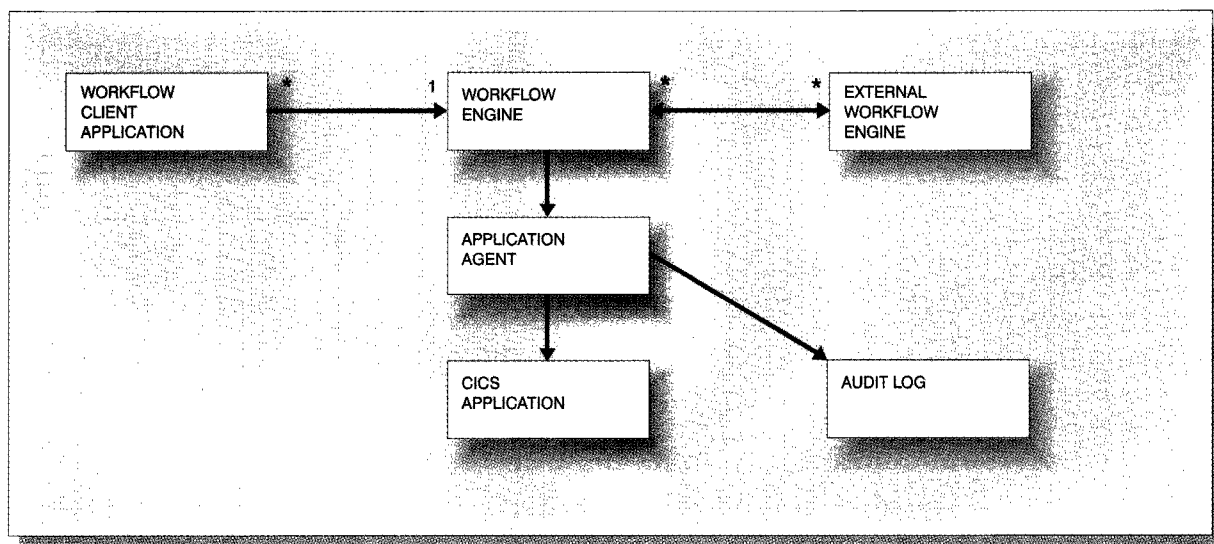 WORKFLOW
CLIENT
APPLICATION
*
1
WORKFLOW
ENGINE
*
*
EXTERNAL
WORKFLOW
ENGINE
APPLICATION
AGENT
CICS
APPLICATION
AUDIT LOG